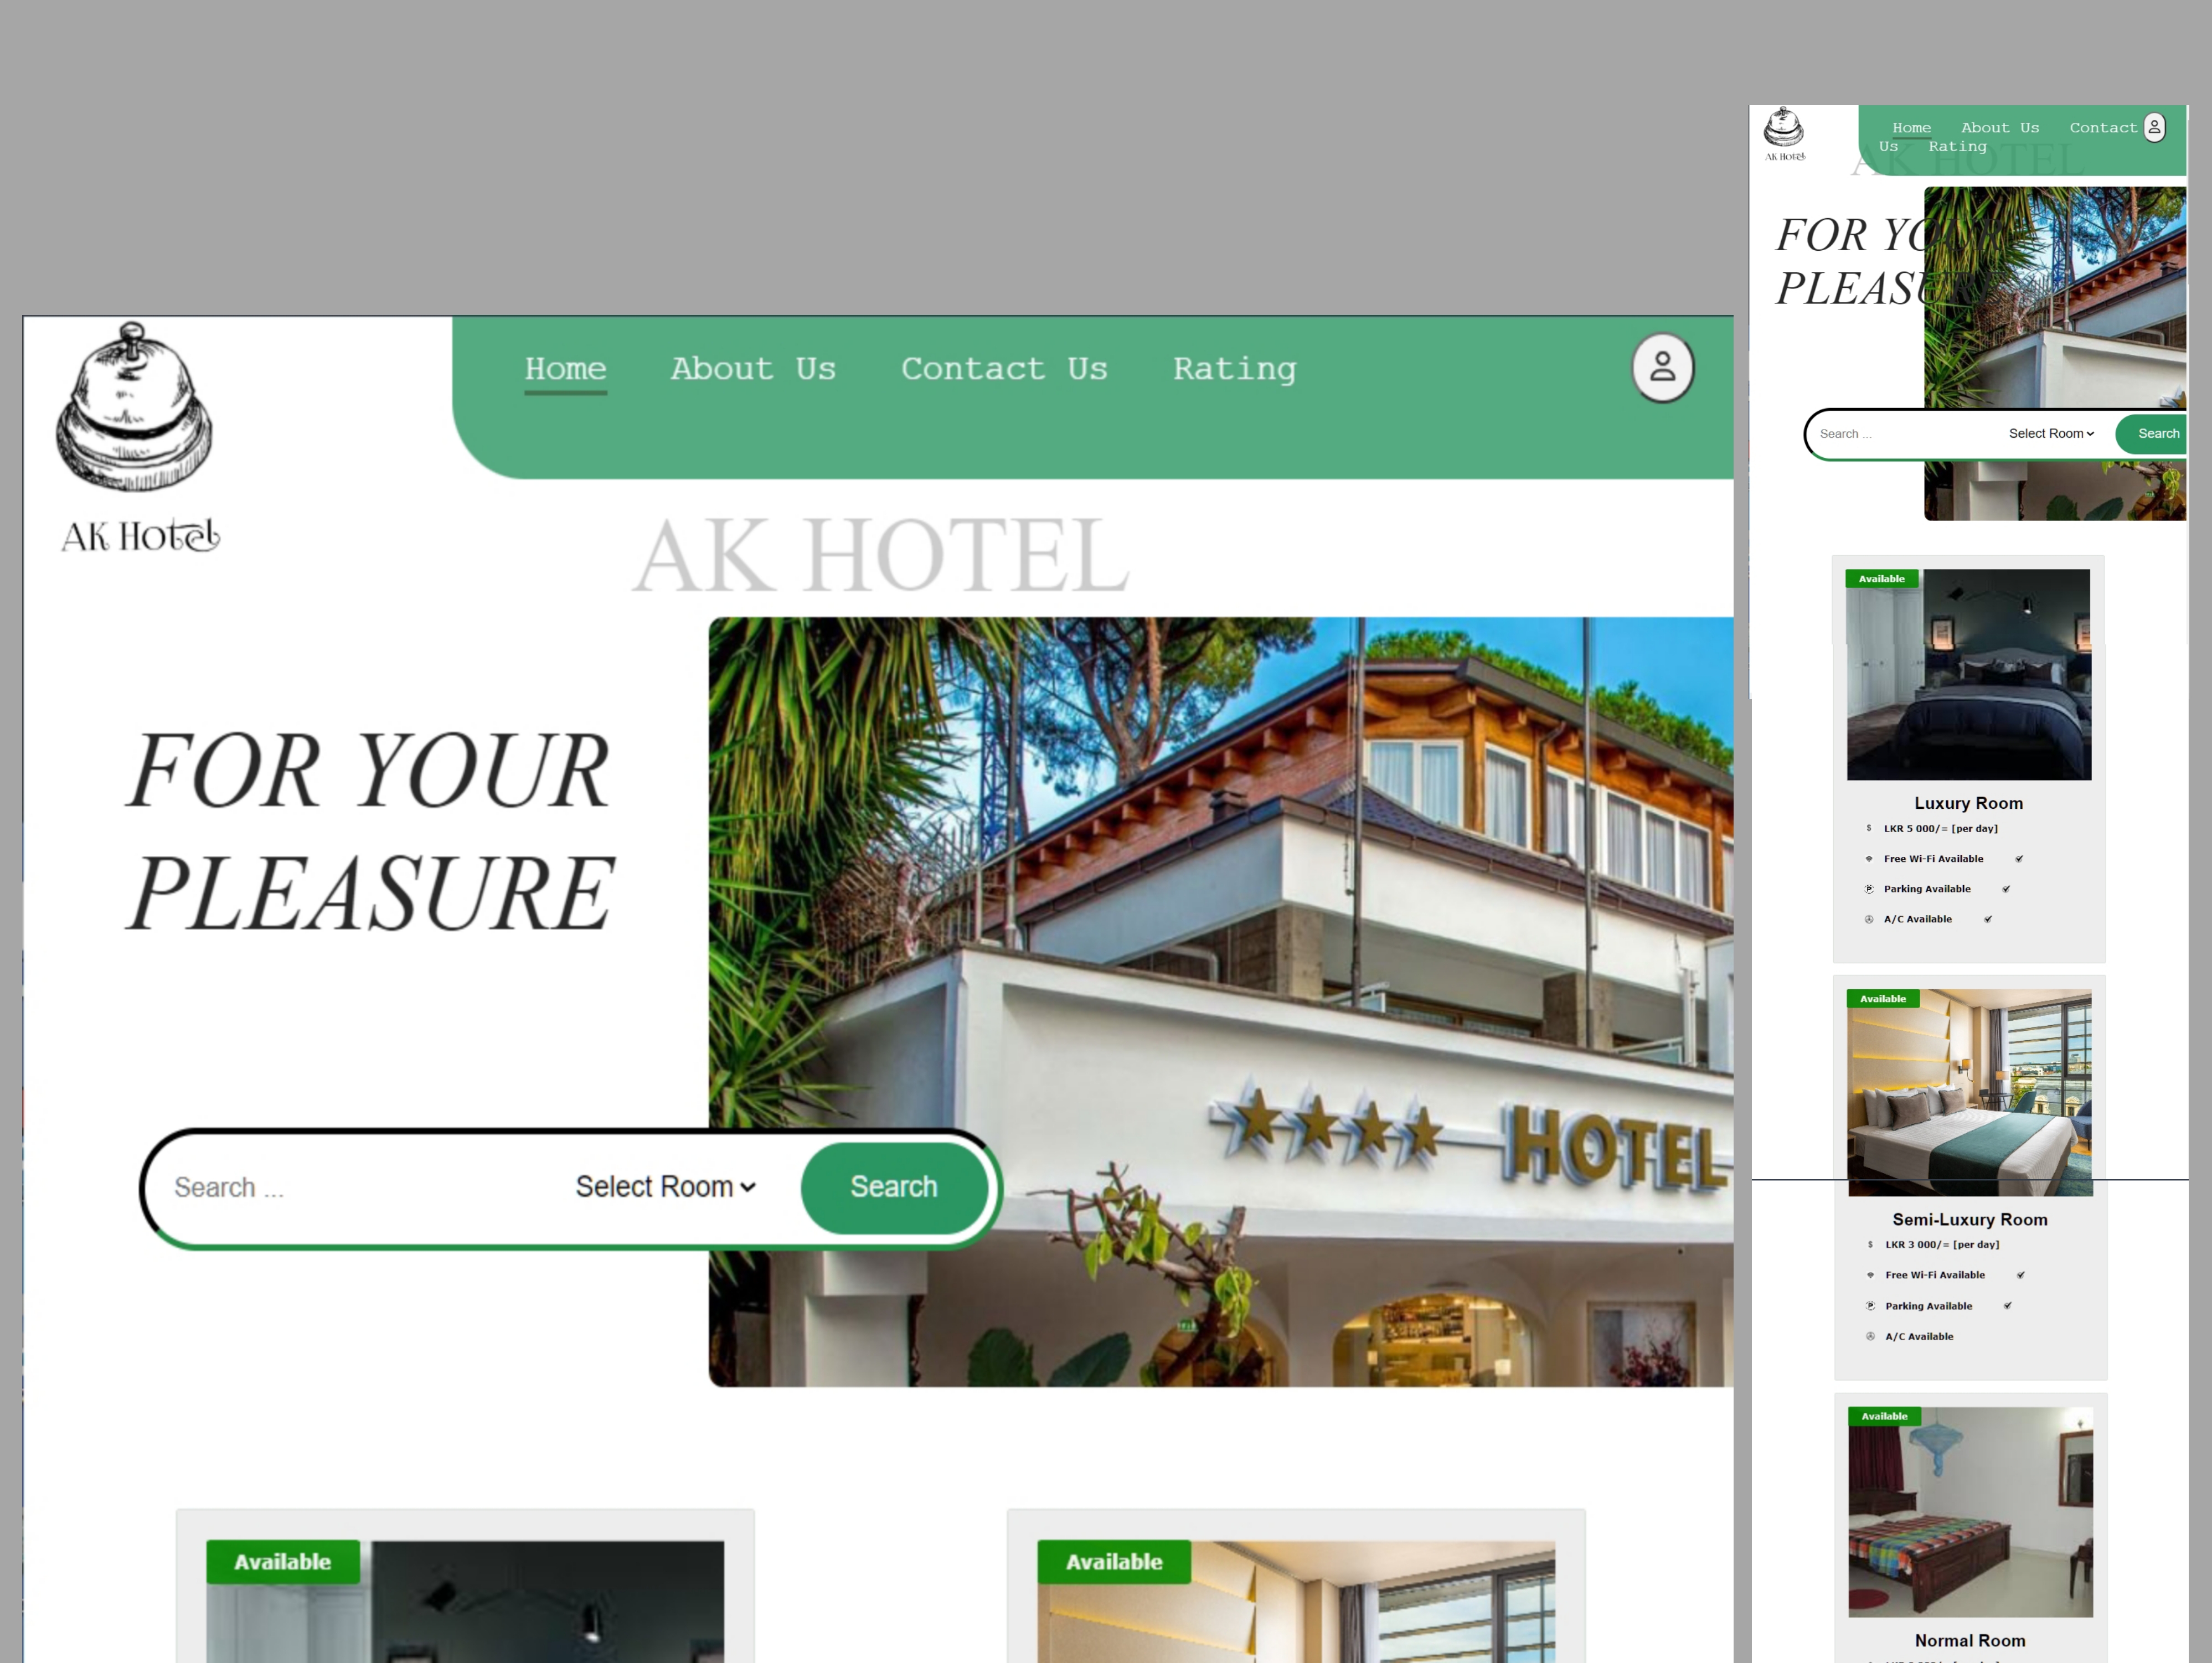 Home About Us Contact Us Rating
AK Hotel
AK HOTEL
FOR YOUR
PLEASURE
HOTEL
Search ...
Select Room
Search
Available
Available
Home About Us Contact
Us Rating
AK Hotel
AK HOTEL
FOR YOUR
PLEASURE
Search ...
Select Room
Search
Available
Luxury Room
$ LKR 5 000/= [per day]
Free Wi-Fi Available
Parking Available
A/C Available
Available
Semi-Luxury Room
$ LKR 3 000/= [per day]
Free Wi-Fi Available
Parking Available
A/C Available
Available
Normal Room